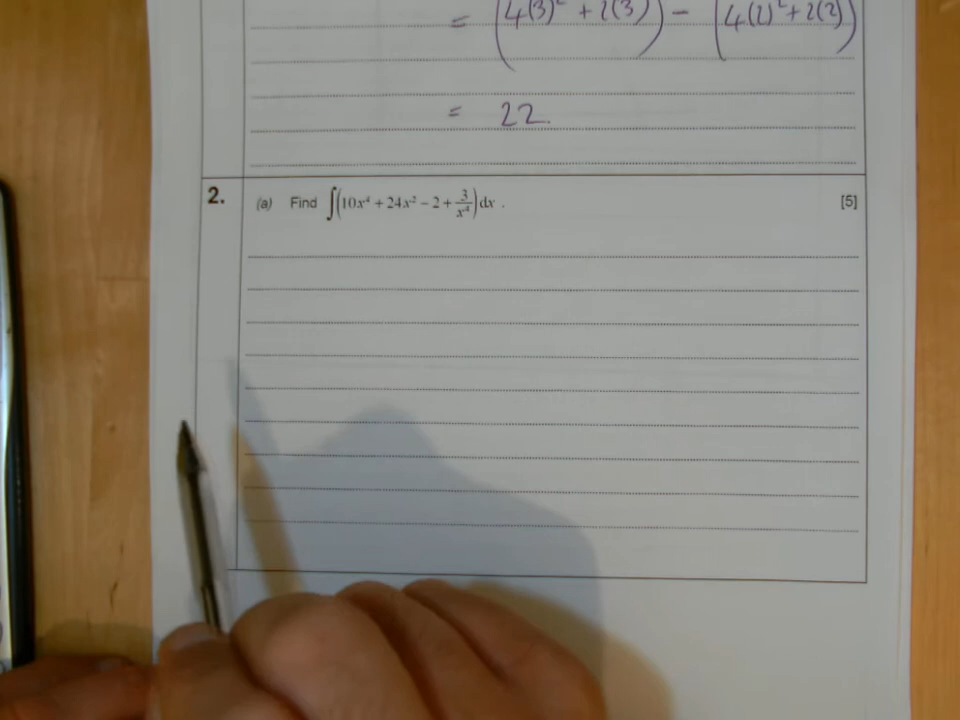 = (4(3)² + 2(3)) − (4(2)² + 2(2))
= 22.
2. (a) Find ∫(10x⁴ + 24x² − 2 + 3/x⁴) dx . [5]